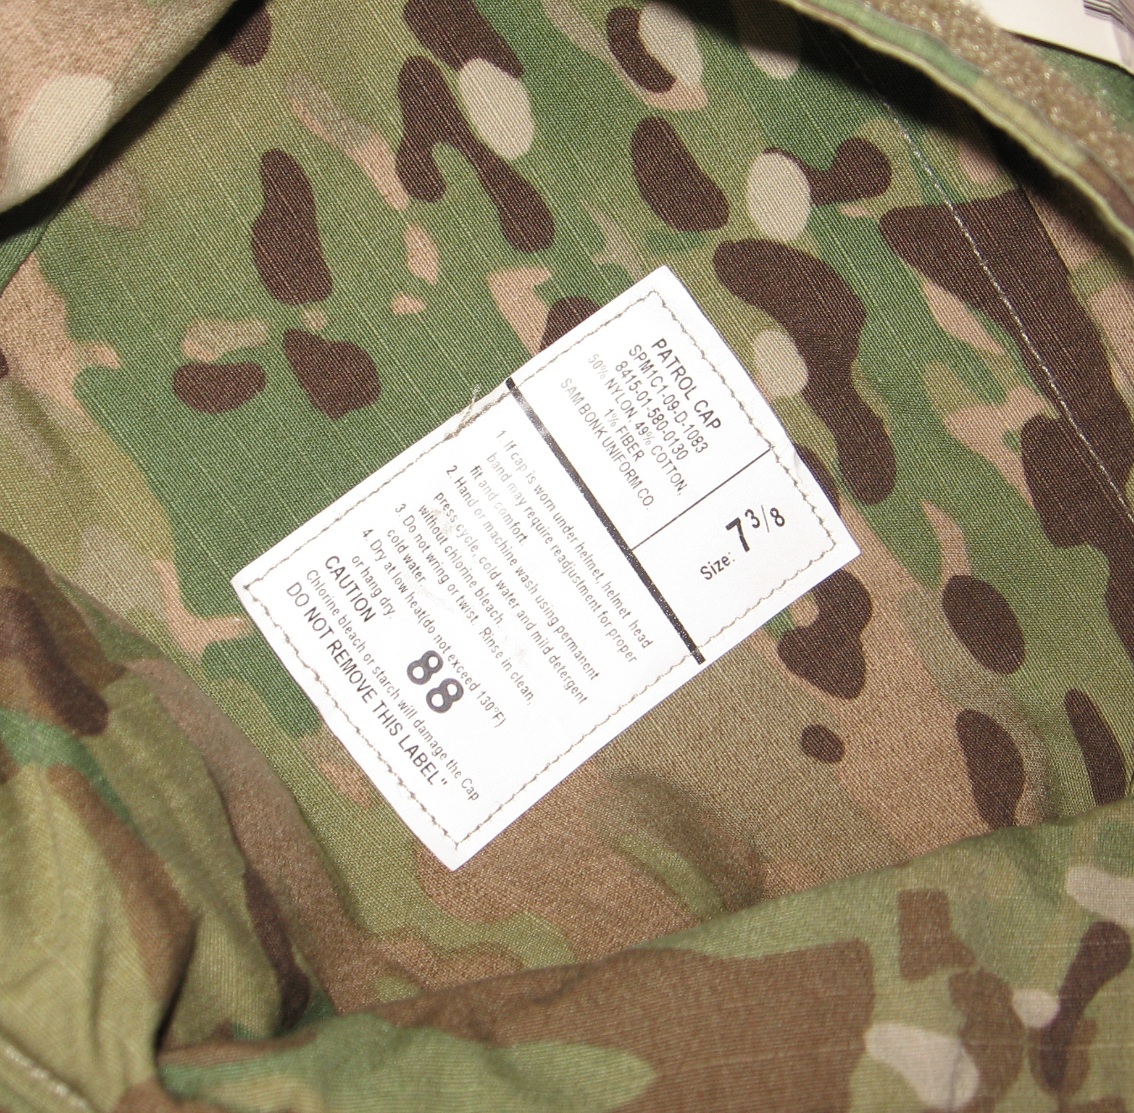 PATROL CAP
SPM1C1-09-D-1083
8415-01-580-0130
50% NYLON, 49% COTTON,
1% FIBER
SAM BONK UNIFORM CO.
Size: 7 3/8
1. If cap is worn under helmet, helmet head
band may require readjustment for proper
fit and comfort.
2. Hand or machine wash using permanent
press cycle, cold water and mild detergent
without chlorine bleach.
3. Do not wring or twist. Rinse in clean,
cold water.
4. Dry at low heat(do not exceed 130°F)
or hang dry.
88
CAUTION
Chlorine bleach or starch will damage the Cap
DO NOT REMOVE THIS LABEL"